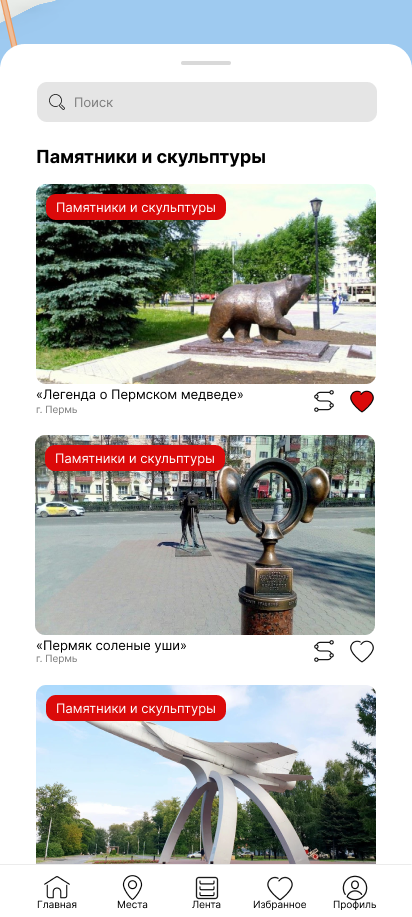 Поиск
Памятники и скульптуры
Памятники и скульптуры
«Легенда о Пермском медведе»
г. Пермь
Памятники и скульптуры
«Пермяк соленые уши»
г. Пермь
Памятники и скульптуры
Главная Места Лента Избранное Профиль